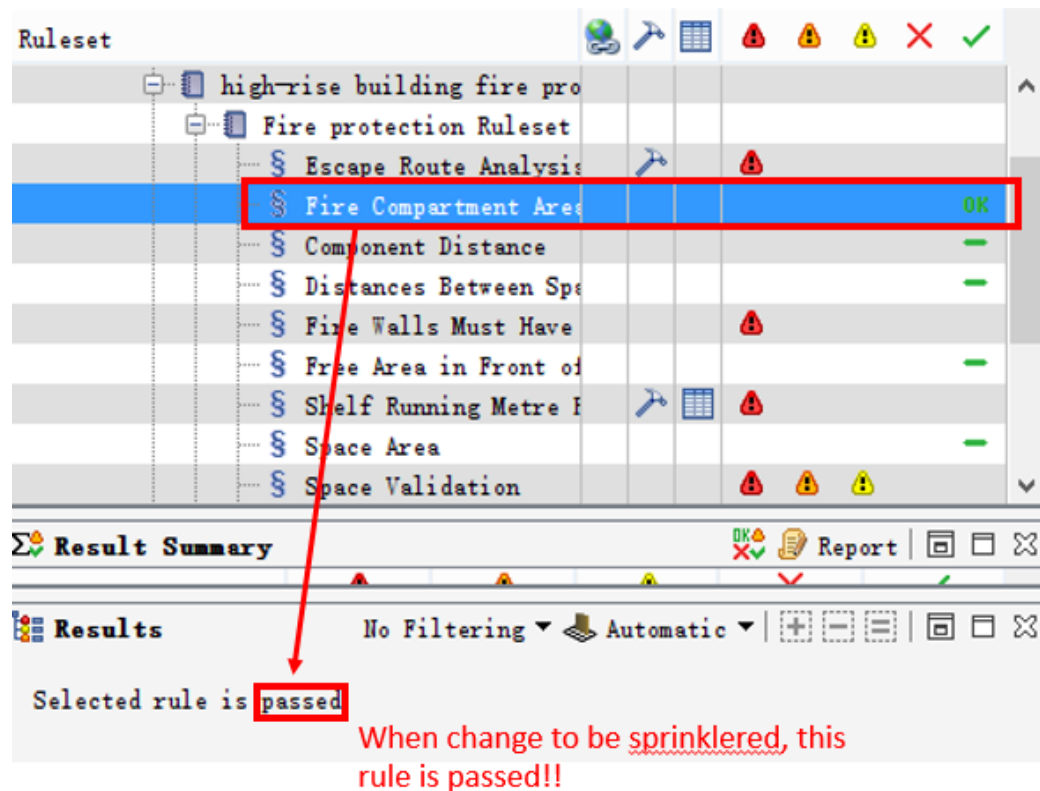 Ruleset
high-rise building fire pro
Fire protection Ruleset
§ Escape Route Analysis
§ Fire Compartment Area OK
§ Component Distance
§ Distances Between Spa
§ Fire Walls Must Have
§ Free Area in Front of
§ Shelf Running Metre F
§ Space Area
§ Space Validation
Result Summary Report
Results No Filtering Automatic
Selected rule is passed
When change to be sprinklered, this
rule is passed!!